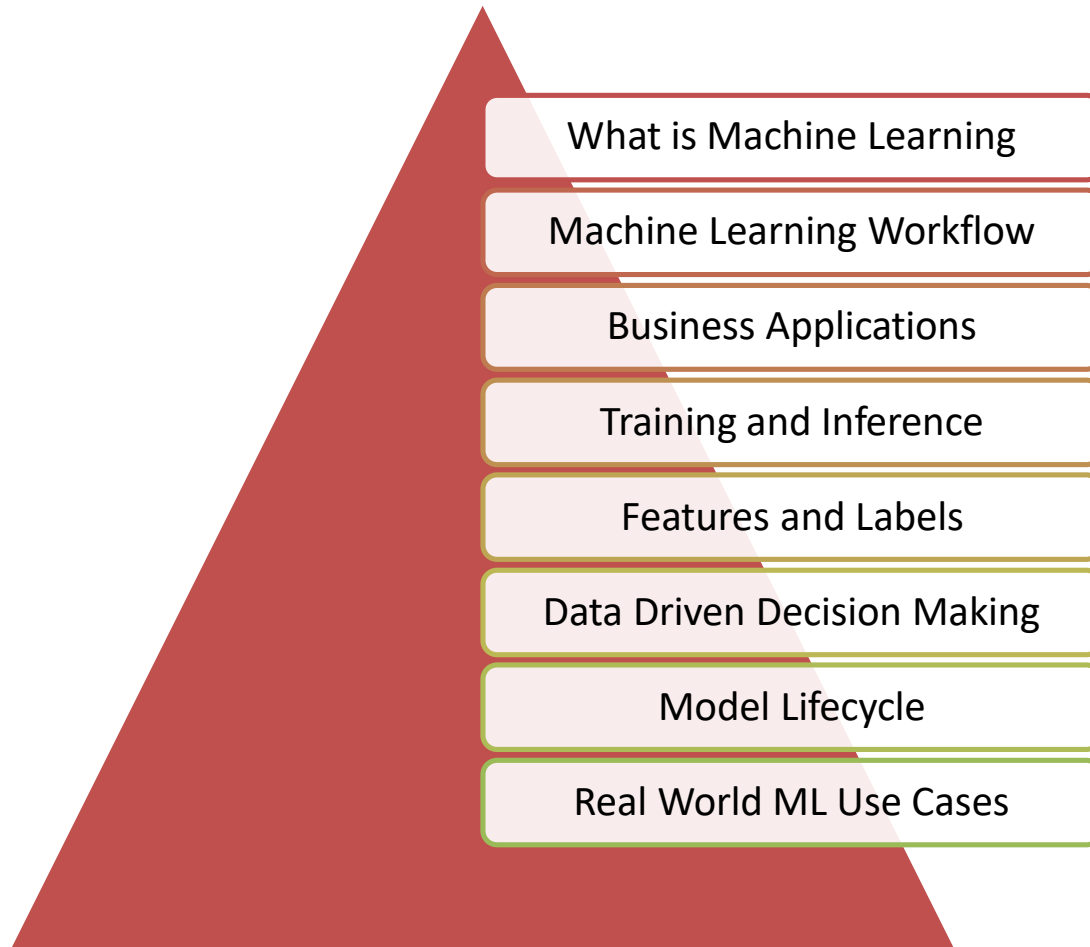 What is Machine Learning
Machine Learning Workflow
Business Applications
Training and Inference
Features and Labels
Data Driven Decision Making
Model Lifecycle
Real World ML Use Cases